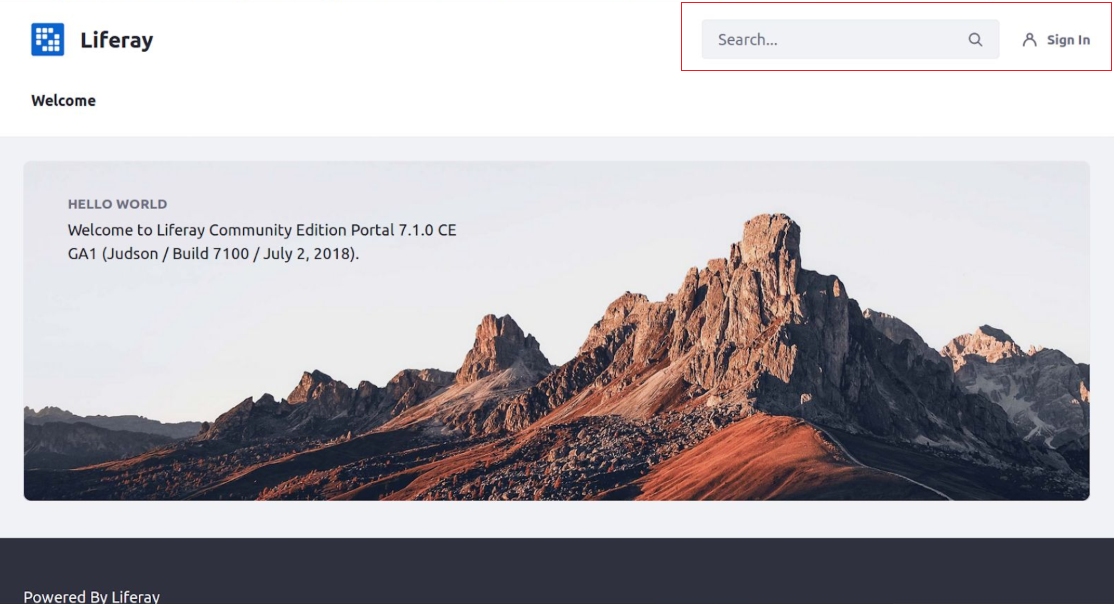 Liferay
Search...
Sign In
Welcome
HELLO WORLD
Welcome to Liferay Community Edition Portal 7.1.0 CE
GA1 (Judson / Build 7100 / July 2, 2018).
Powered By Liferay